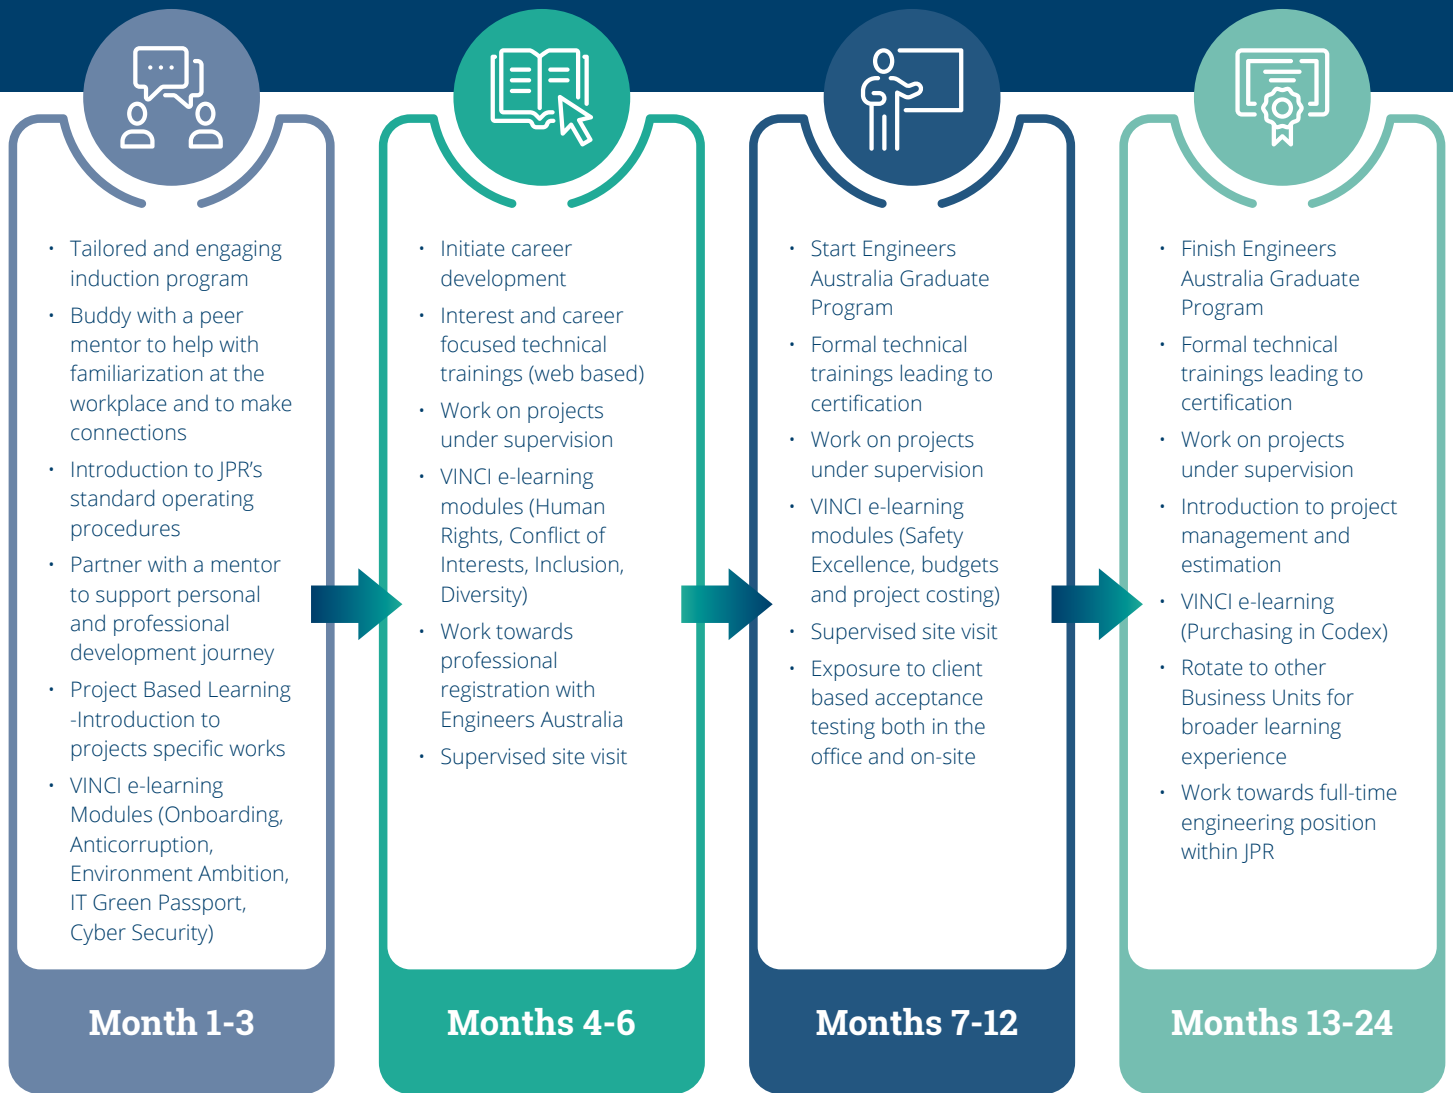 • Tailored and engaging
induction program
• Buddy with a peer
mentor to help with
familiarization at the
workplace and to make
connections
• Introduction to JPR’s
standard operating
procedures
• Partner with a mentor
to support personal
and professional
development journey
• Project Based Learning
-Introduction to
projects specific works
• VINCI e-learning
Modules (Onboarding,
Anticorruption,
Environment Ambition,
IT Green Passport,
Cyber Security)
Month 1-3
• Initiate career
development
• Interest and career
focused technical
trainings (web based)
• Work on projects
under supervision
• VINCI e-learning
modules (Human
Rights, Conflict of
Interests, Inclusion,
Diversity)
• Work towards
professional
registration with
Engineers Australia
• Supervised site visit
Months 4-6
• Start Engineers
Australia Graduate
Program
• Formal technical
trainings leading to
certification
• Work on projects
under supervision
• VINCI e-learning
modules (Safety
Excellence, budgets
and project costing)
• Supervised site visit
• Exposure to client
based acceptance
testing both in the
office and on-site
Months 7-12
• Finish Engineers
Australia Graduate
Program
• Formal technical
trainings leading to
certification
• Work on projects
under supervision
• Introduction to project
management and
estimation
• VINCI e-learning
(Purchasing in Codex)
• Rotate to other
Business Units for
broader learning
experience
• Work towards full-time
engineering position
within JPR
Months 13-24